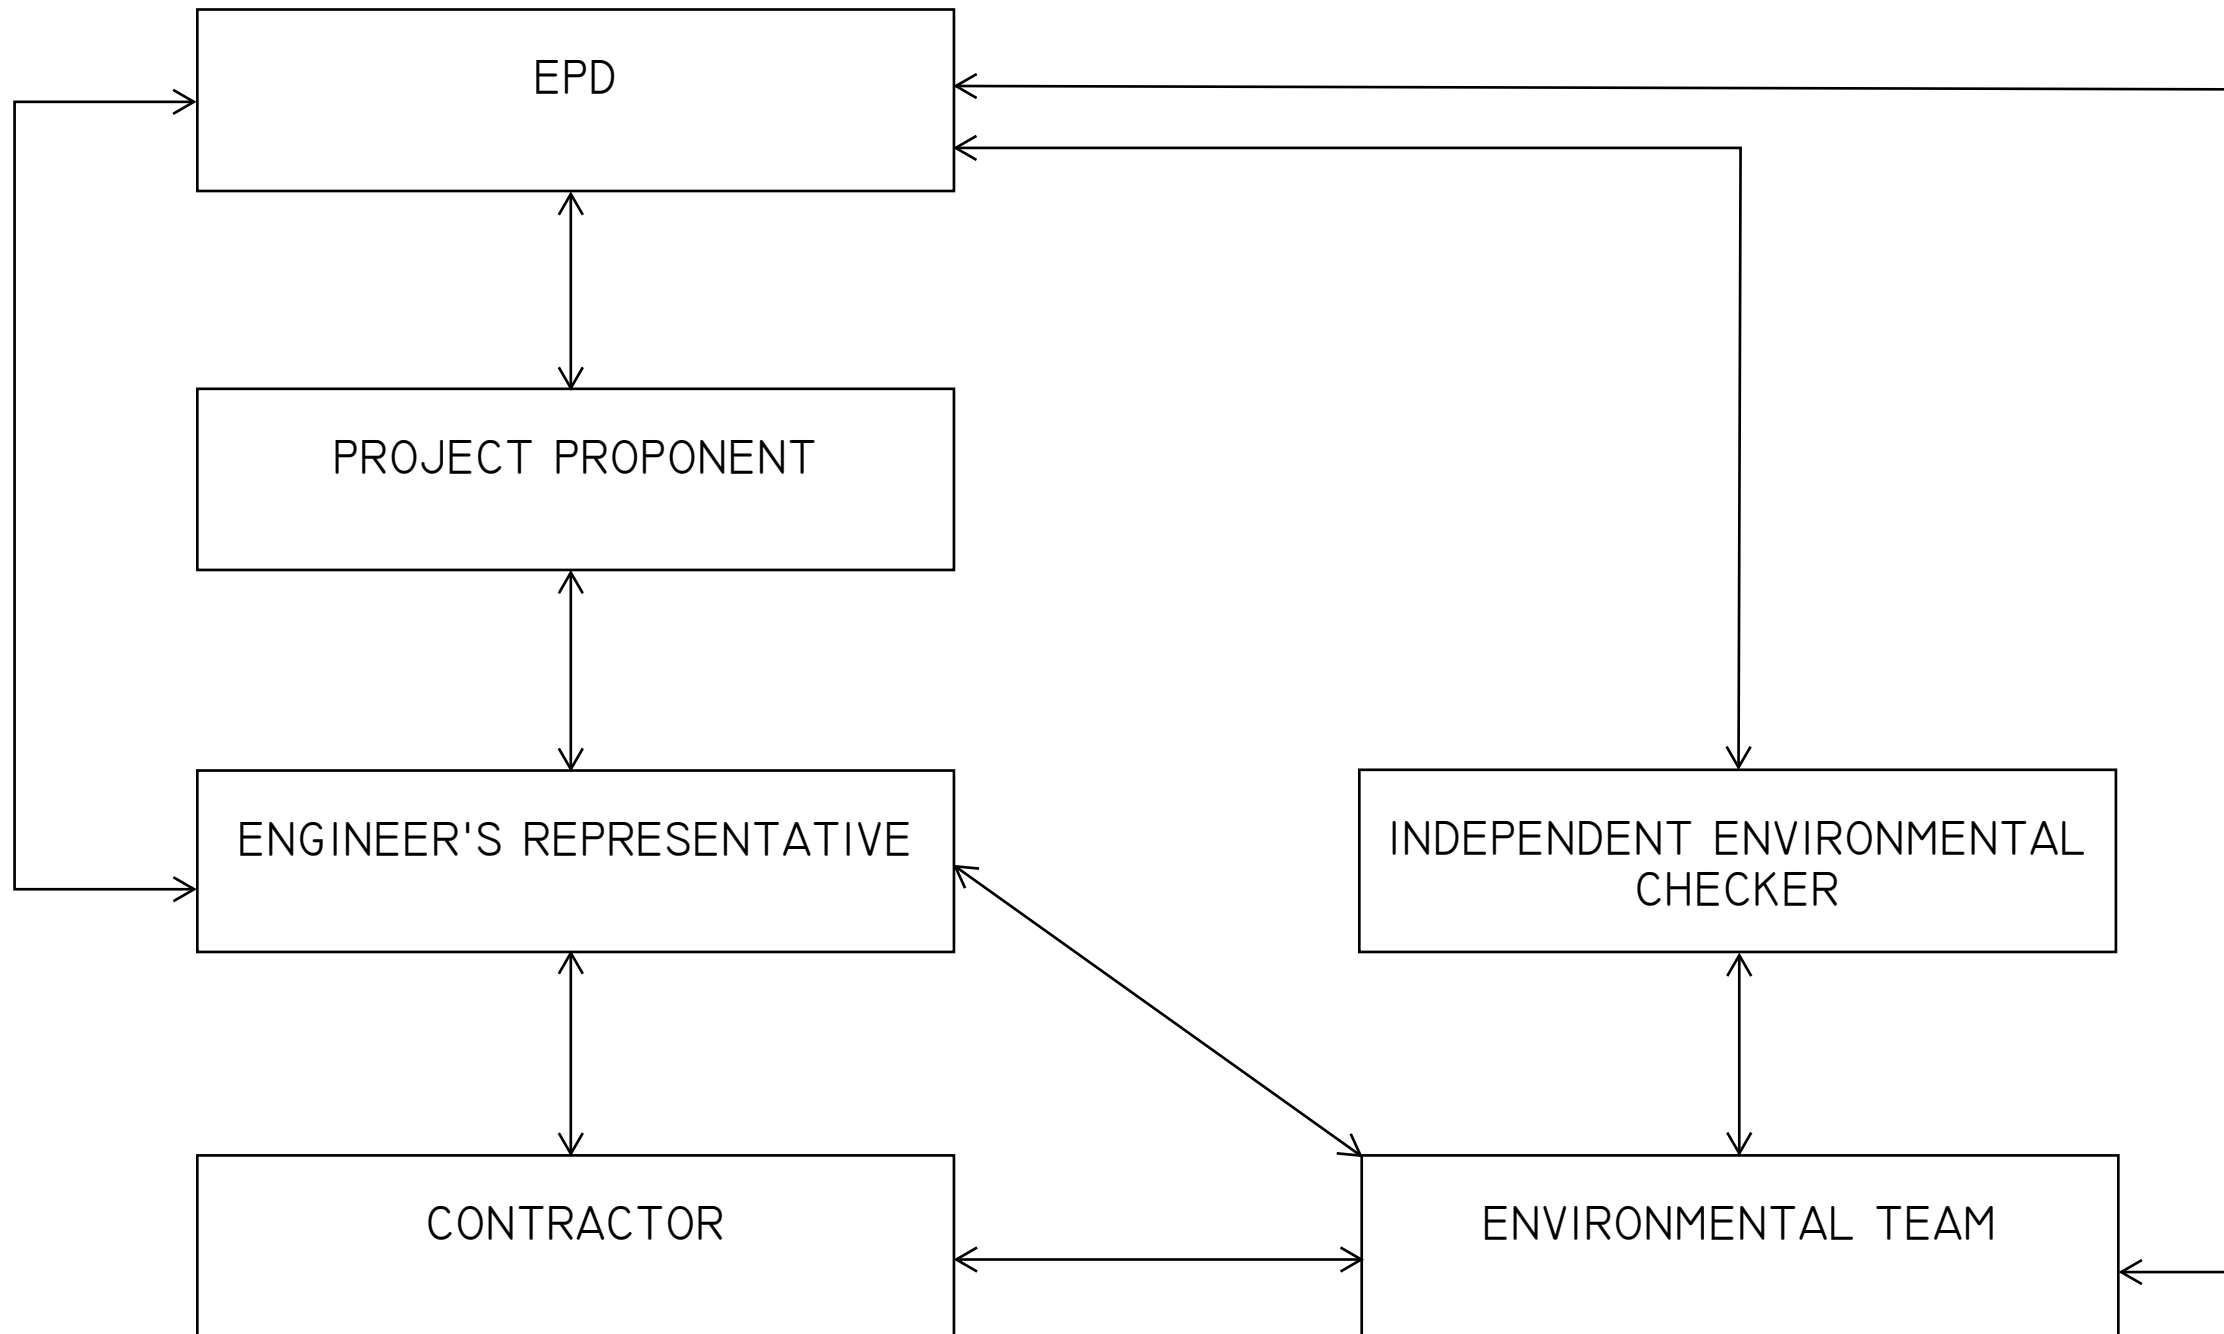 EPD
PROJECT PROPONENT
ENGINEER'S REPRESENTATIVE
INDEPENDENT ENVIRONMENTAL
CHECKER
CONTRACTOR
ENVIRONMENTAL TEAM